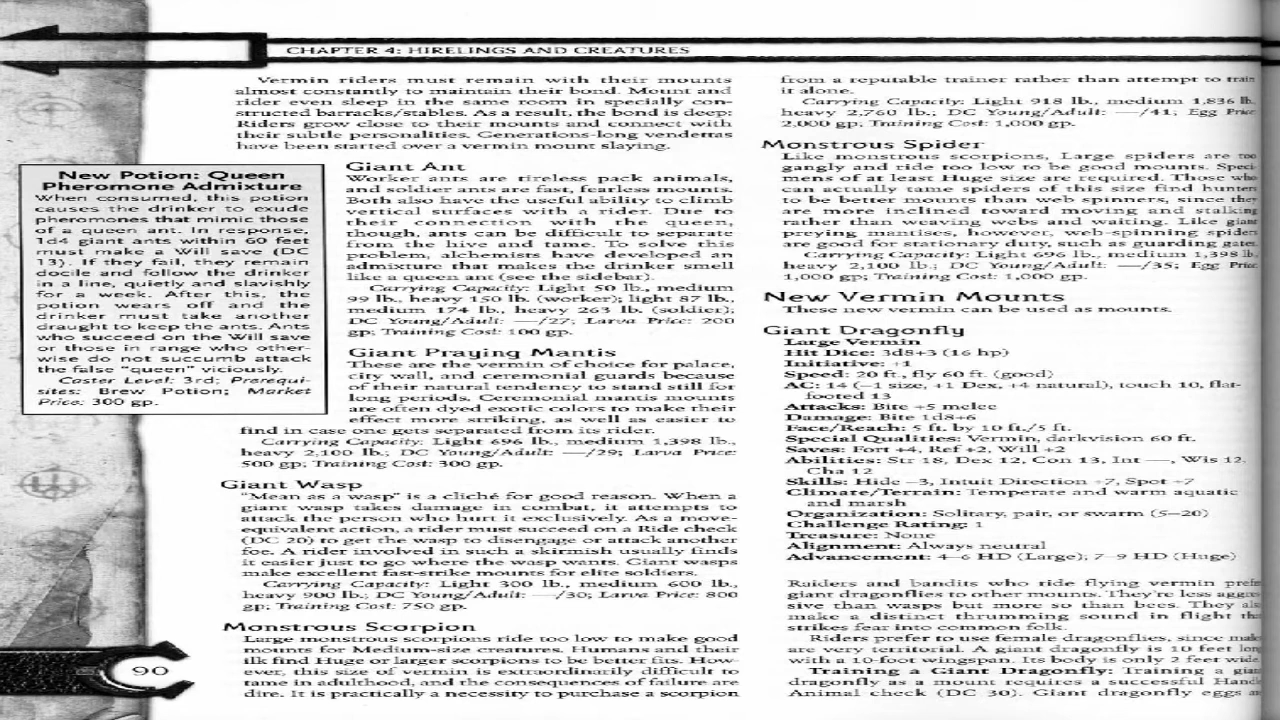 CHAPTER 4: HIRELINGS AND CREATURES
Vermin riders must remain with their mounts
almost constantly to maintain their bond. Mount and
rider even sleep in the same room in specially con-
structed barracks/stables. As a result, the bond is deep:
Riders grow close to their mounts and connect with
their subtle personalities. Generations-long vendettas
have been started over a vermin mount slaying.
New Potion: Queen
Pheromone Admixture
When consumed, this potion
causes the drinker to exude
pheromones that mimic those
of a queen ant. In response,
1d4 giant ants within 60 feet
must make a Will save (DC
13). If they fail, they remain
docile and follow the drinker
in a line, quietly and slavishly
for a week. After this, the
potion wears off and the
drinker must take another
draught to keep the ants. Ants
who succeed on the Will save
or those in range who other-
wise do not succumb attack
the false "queen" viciously.
Caster Level: 3rd; Prerequi-
sites: Brew Potion; Market
Price: 300 gp.
Giant Ant
Worker ants are tireless pack animals,
and soldier ants are fast, fearless mounts.
Both also have the useful ability to climb
vertical surfaces with a rider. Due to
their connection with the queen,
though, ants can be difficult to separate
from the hive and tame. To solve this
problem, alchemists have developed an
admixture that makes the drinker smell
like a queen ant (see the sidebar).
Carrying Capacity: Light 50 lb., medium
99 lb., heavy 150 lb. (worker); light 87 lb.,
medium 174 lb., heavy 263 lb. (soldier);
DC Young/Adult: —/27; Larva Price: 200
gp; Training Cost: 100 gp.
Giant Praying Mantis
These are the vermin of choice for palace,
city wall, and ceremonial guards because
of their natural tendency to stand still for
long periods. Ceremonial mantis mounts
are often dyed exotic colors to make their
effect more striking, as well as easier to
find in case one gets separated from its rider.
Carrying Capacity: Light 696 lb., medium 1,398 lb.,
heavy 2,100 lb.; DC Young/Adult: —/29; Larva Price:
500 gp; Training Cost: 300 gp.
Giant Wasp
"Mean as a wasp" is a cliché for good reason. When a
giant wasp takes damage in combat, it attempts to
attack the person who hurt it exclusively. As a move-
equivalent action, a rider must succeed on a Ride check
(DC 20) to get the wasp to disengage or attack another
foe. A rider involved in such a skirmish usually finds
it easier just to go where the wasp wants. Giant wasps
make excellent fast-strike mounts for elite soldiers.
Carrying Capacity: Light 300 lb., medium 600 lb.,
heavy 900 lb.; DC Young/Adult: —/30; Larva Price: 800
gp; Training Cost: 750 gp.
Monstrous Scorpion
Large monstrous scorpions ride too low to make good
mounts for Medium-size creatures. Humans and their
ilk find Huge or larger scorpions to be better fits. How-
ever, this size of vermin is extraordinarily difficult to
tame in adulthood, and the consequences of failure are
dire. It is practically a necessity to purchase a scorpion
from a reputable trainer rather than attempt to train
it alone.
Carrying Capacity: Light 918 lb., medium 1,836 lb.
heavy 2,760 lb.; DC Young/Adult: —/41; Egg Price
2,000 gp; Training Cost: 1,000 gp.
Monstrous Spider
Like monstrous scorpions, Large spiders are too
gangly and ride too low to be good mounts. Speci
mens of at least Huge size are required. Those who
can actually tame spiders of this size find hunters
to be better mounts than web spinners, since they
are more inclined toward moving and stalking
rather than weaving webs and waiting. Like giant
preying mantises, however, web-spinning spiders
are good for stationary duty, such as guarding gates.
Carrying Capacity: Light 696 lb., medium 1,398 lb.
heavy 2,100 lb.; DC Young/Adult: —/35; Egg Price
1,000 gp; Training Cost: 1,000 gp.
New Vermin Mounts
These new vermin can be used as mounts.
Giant Dragonfly
Large Vermin
Hit Dice: 3d8+3 (16 hp)
Initiative: +1
Speed: 20 ft., fly 60 ft. (good)
AC: 14 (–1 size, +1 Dex, +4 natural), touch 10, flat-
footed 13
Attacks: Bite +5 melee
Damage: Bite 1d8+6
Face/Reach: 5 ft. by 10 ft./5 ft.
Special Qualities: Vermin, darkvision 60 ft.
Saves: Fort +4, Ref +2, Will +2
Abilities: Str 18, Dex 12, Con 13, Int —, Wis 12,
Cha 12
Skills: Hide –3, Intuit Direction +7, Spot +7
Climate/Terrain: Temperate and warm aquatic
and marsh
Organization: Solitary, pair, or swarm (5–20)
Challenge Rating: 1
Treasure: None
Alignment: Always neutral
Advancement: 4–6 HD (Large); 7–9 HD (Huge)
Raiders and bandits who ride flying vermin prefer
giant dragonflies to other mounts. They're less aggres
sive than wasps but more so than bees. They also
make a distinct thrumming sound in flight that
strikes fear into common folk.
Riders prefer to use female dragonflies, since males
are very territorial. A giant dragonfly is 10 feet long
with a 10-foot wingspan. Its body is only 2 feet wide.
Training a Giant Dragonfly: Training a giant
dragonfly as a mount requires a successful Handle
Animal check (DC 30). Giant dragonfly eggs
90